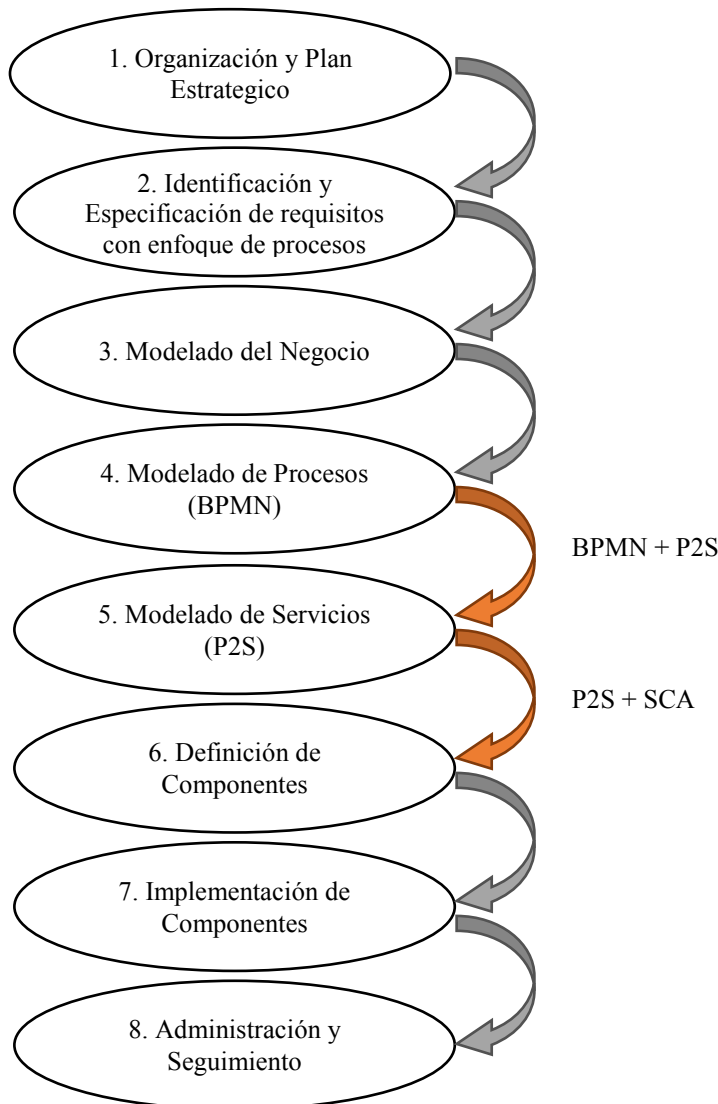 1. Organización y Plan
Estrategico
2. Identificación y
Especificación de requisitos
con enfoque de procesos
3. Modelado del Negocio
4. Modelado de Procesos
(BPMN)
BPMN + P2S
5. Modelado de Servicios
(P2S)
P2S + SCA
6. Definición de
Componentes
7. Implementación de
Componentes
8. Administración y
Seguimiento